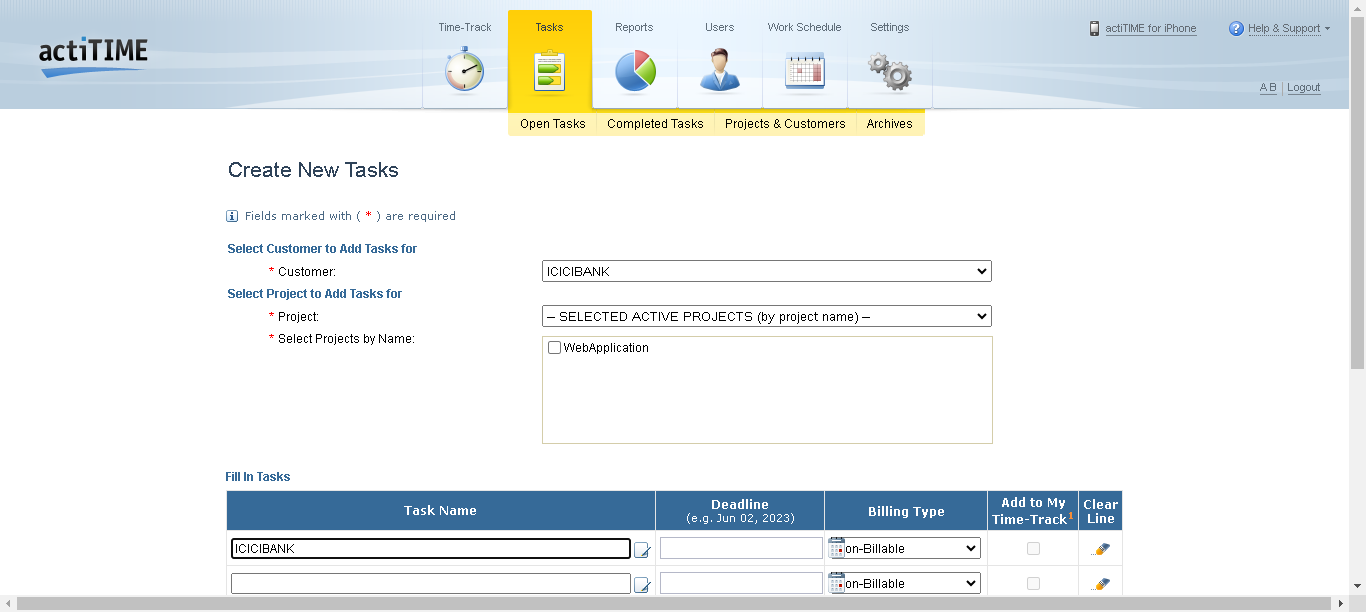 Time-Track Tasks Reports Users Work Schedule Settings actiTIME for iPhone Help & Support
actiTIME
A B Logout
Open Tasks Completed Tasks Projects & Customers Archives
Create New Tasks
Fields marked with ( * ) are required
Select Customer to Add Tasks for
* Customer: ICICIBANK
Select Project to Add Tasks for
* Project: -- SELECTED ACTIVE PROJECTS (by project name) --
* Select Projects by Name: WebApplication
Fill In Tasks
Task Name Deadline (e.g. Jun 02, 2023) Billing Type Add to My Time-Track1 Clear Line
ICICIBANK on-Billable
on-Billable